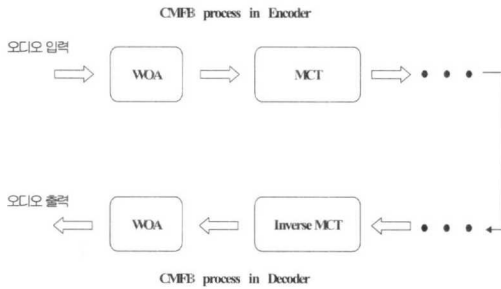 CMFB process in Encoder
오디오 입력
WOA
MCT
오디오 출력
WOA
Inverse MCT
CMFB process in Decoder